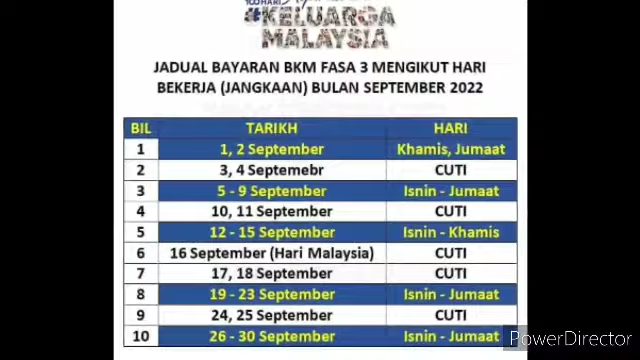 100 HARI
#KELUARGA
MALAYSIA
JADUAL BAYARAN BKM FASA 3 MENGIKUT HARI
BEKERJA (JANGKAAN) BULAN SEPTEMBER 2022
BIL TARIKH HARI
1 1, 2 September Khamis, Jumaat
2 3, 4 Septemebr CUTI
3 5 - 9 September Isnin - Jumaat
4 10, 11 September CUTI
5 12 - 15 September Isnin - Khamis
6 16 September (Hari Malaysia) CUTI
7 17, 18 September CUTI
8 19 - 23 September Isnin - Jumaat
9 24, 25 September CUTI
10 26 - 30 September Isnin - Jumaat
PowerDirector